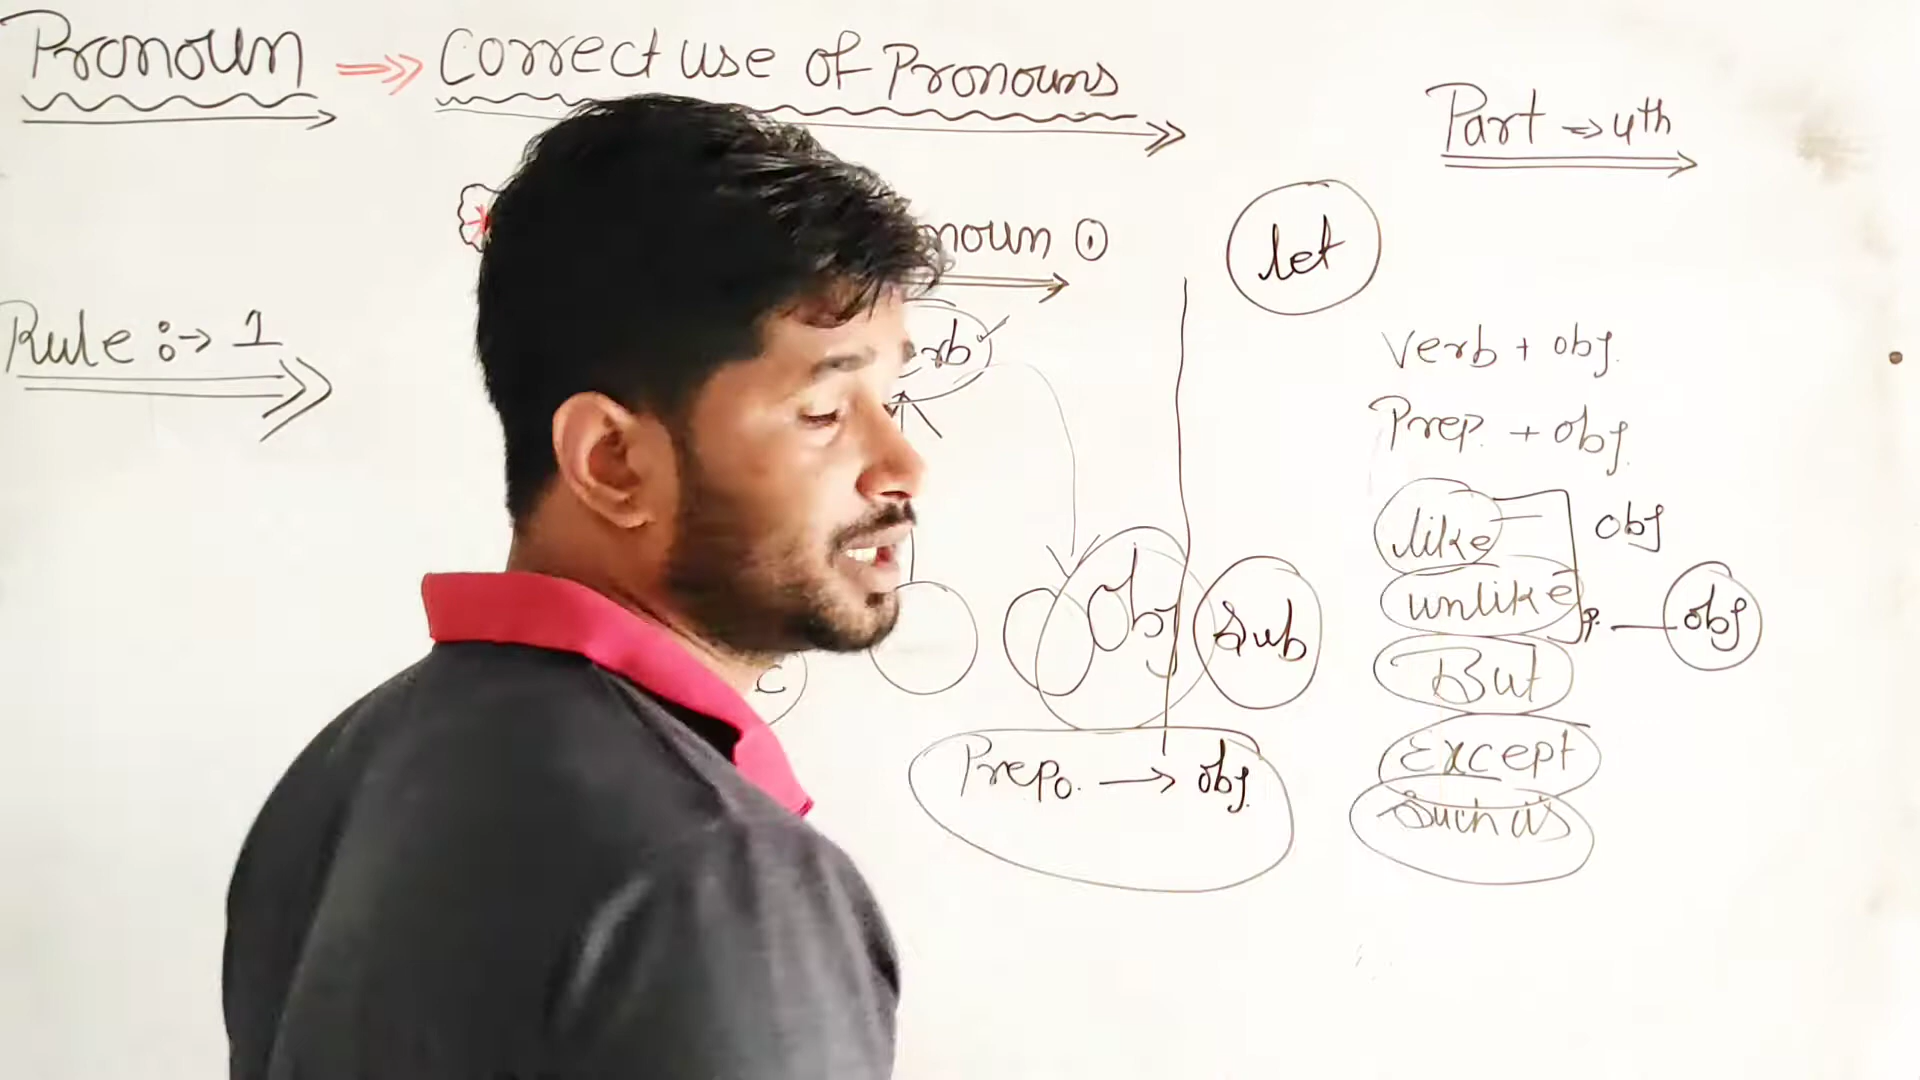 Pronoun ⇒ Correct use of Pronouns
Part ⇒ 4th
noun ①
let
Rule :→ 1
rb
Verb + obj.
Prep. + obj.
like
obj
unlike
obj
Obj
Sub
But
c
Prepo. → obj.
Except
Such as